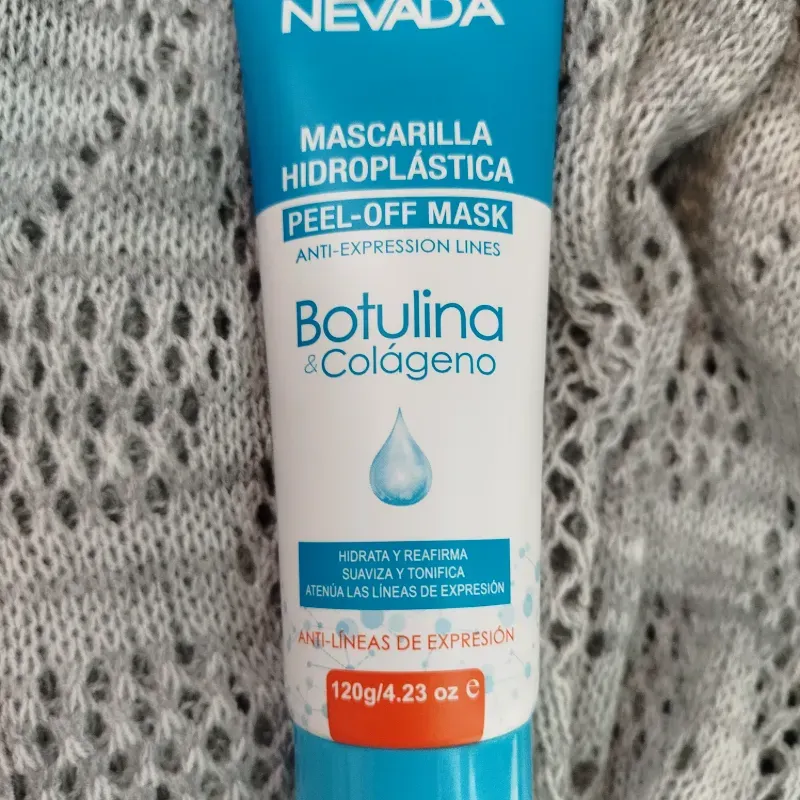 NEVADA
MASCARILLA
HIDROPLÁSTICA
PEEL-OFF MASK
ANTI-EXPRESSION LINES
Botulina
& Colágeno
HIDRATA Y REAFIRMA
SUAVIZA Y TONIFICA
ATENÚA LAS LÍNEAS DE EXPRESIÓN
ANTI-LÍNEAS DE EXPRESIÓN
120g/4.23 oz e